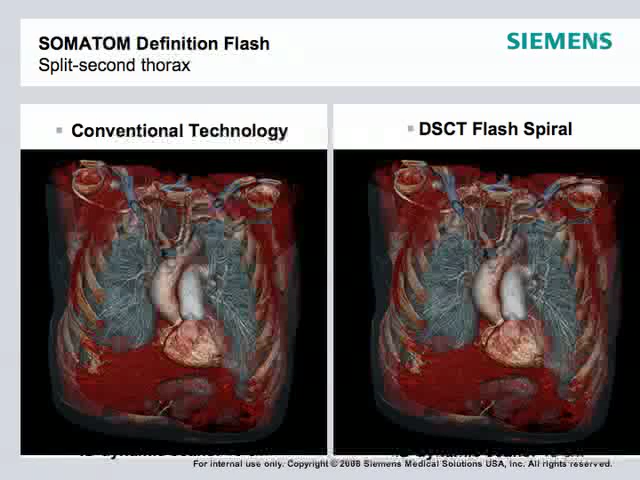 SOMATOM Definition Flash
Split-second thorax
SIEMENS
Conventional Technology
DSCT Flash Spiral
For internal use only. Copyright © 2008 Siemens Medical Solutions USA, Inc. All rights reserved.